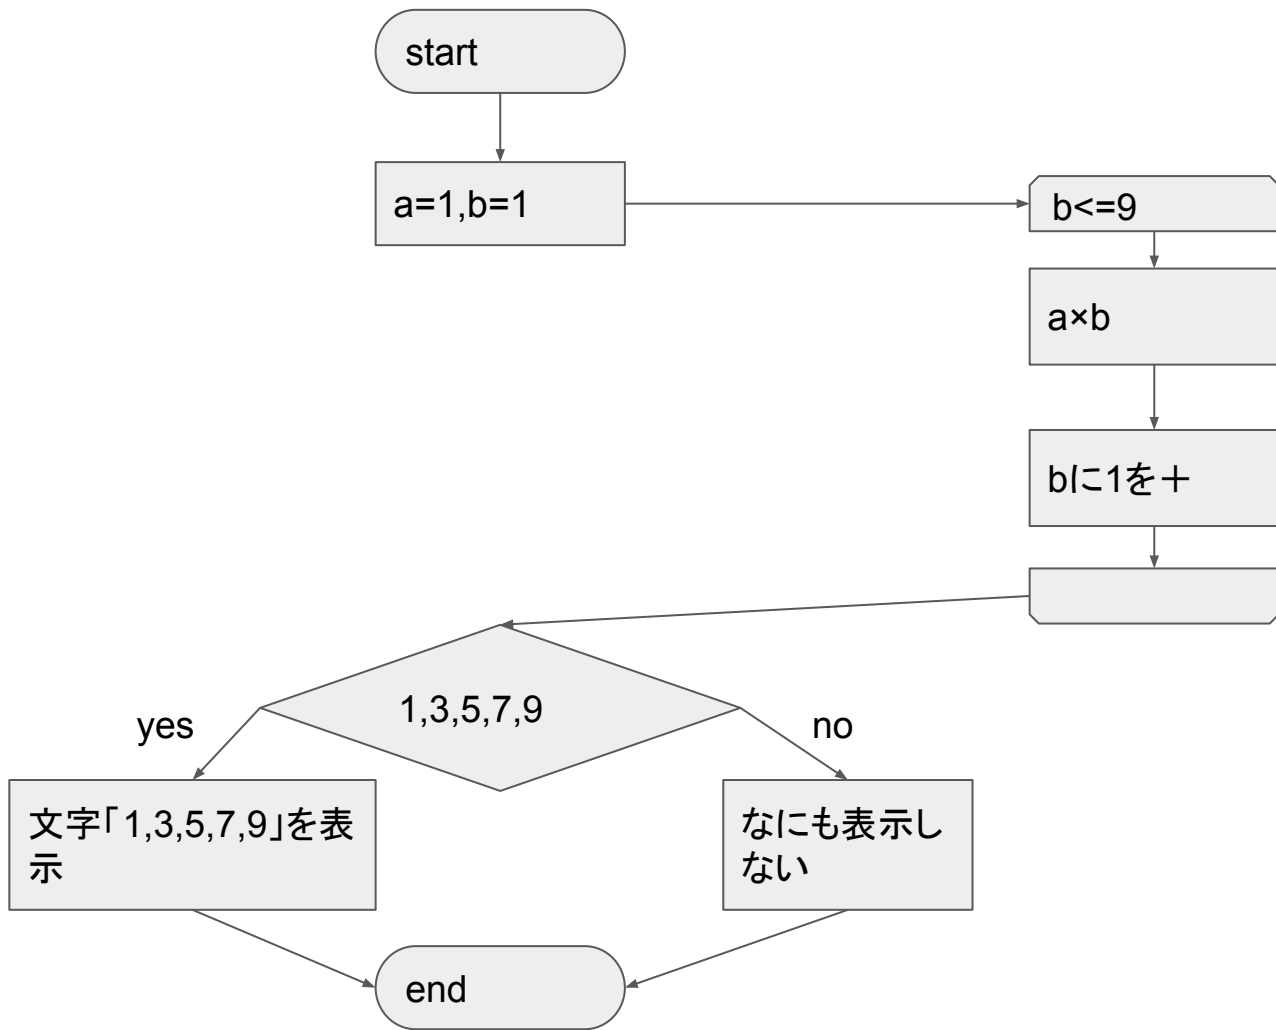 start
a=1,b=1
b<=9
a×b
bに1を＋
1,3,5,7,9
yes
no
文字「1,3,5,7,9」を表
示
なにも表示し
ない
end